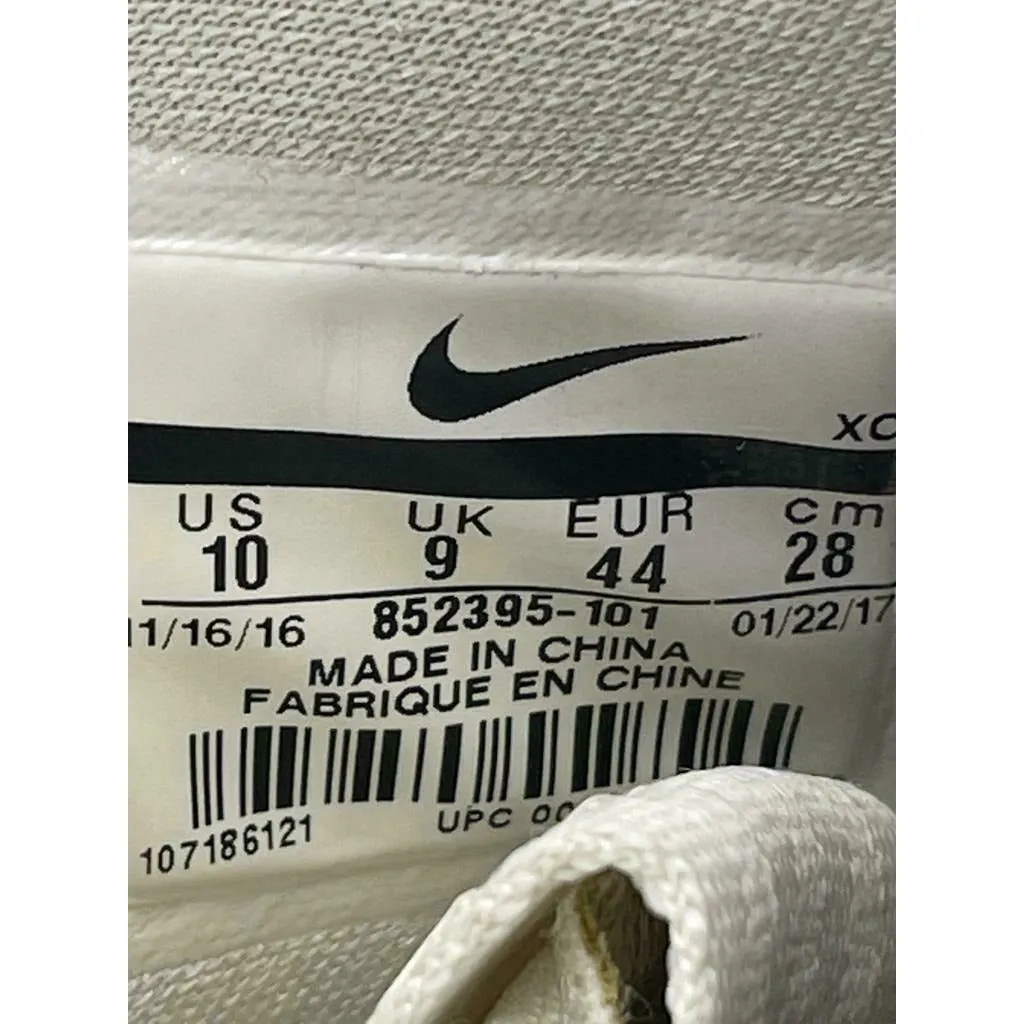 XC
US UK EUR cm
10 9 44 28
11/16/16 852395-101 01/22/17
MADE IN CHINA
FABRIQUE EN CHINE
107186121 UPC 00